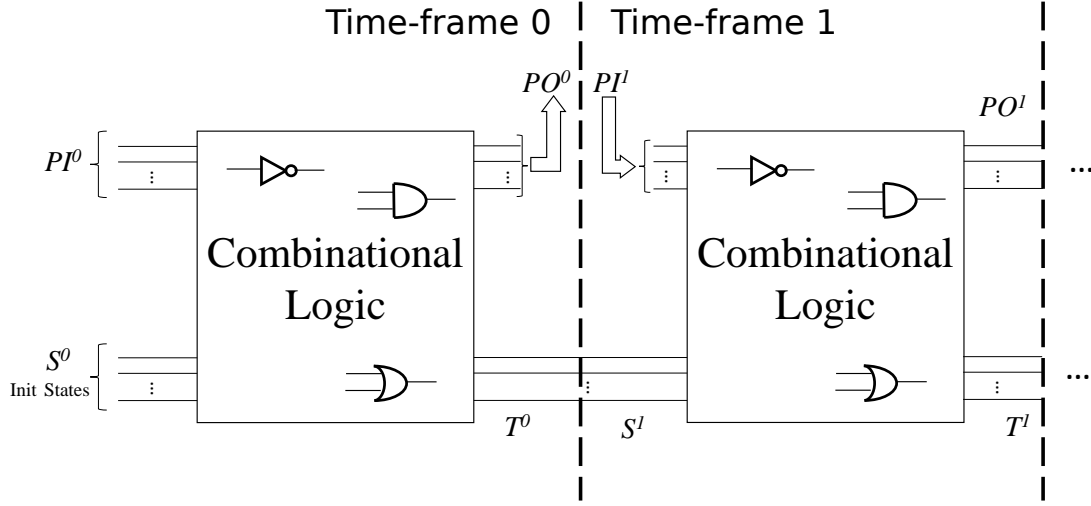 Time-frame 0
Time-frame 1
PO⁰
PI¹
PO¹
PI⁰
...
...
...
...
...
Combinational
Logic
Combinational
Logic
S⁰
Init States
...
...
...
...
T⁰
S¹
T¹